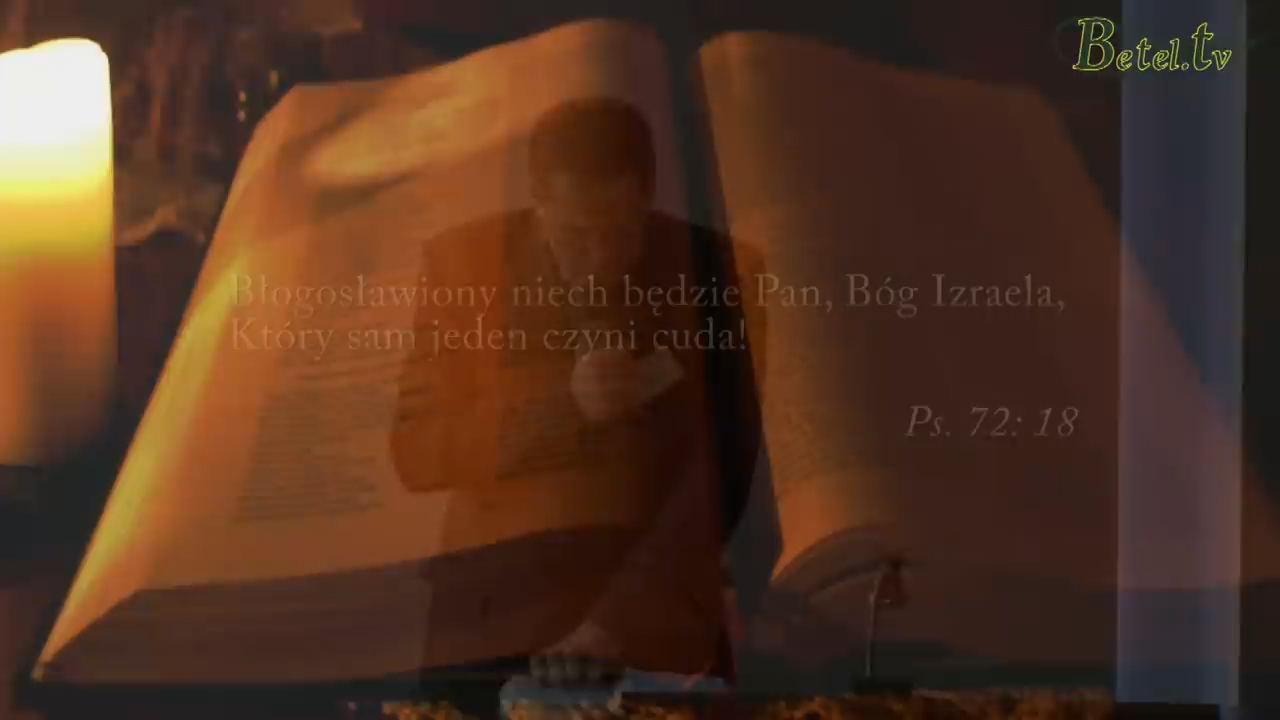 Betel.tv
Błogosławiony niech będzie Pan, Bóg Izraela,
Który sam jeden czyni cuda!
Ps. 72: 18